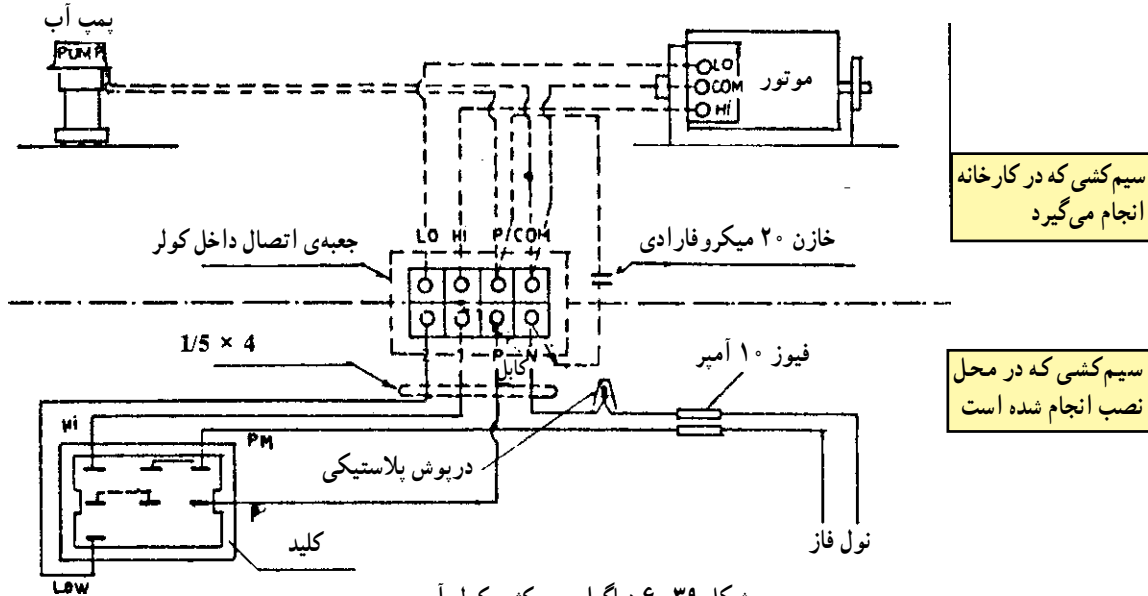 پمپ آب
PUMP
LO
COM
Hi
موتور
سیم‌کشی که در کارخانه
انجام می‌گیرد
LO Hi P COM
جعبه‌ی اتصال داخل کولر
خازن ۲۰ میکروفارادی
1/5 × 4
L I P N
کابل
فیوز ۱۰ آمپر
سیم‌کشی که در محل
نصب انجام شده است
Hi
PM
درپوش پلاستیکی
P
کلید
نول فاز
Low